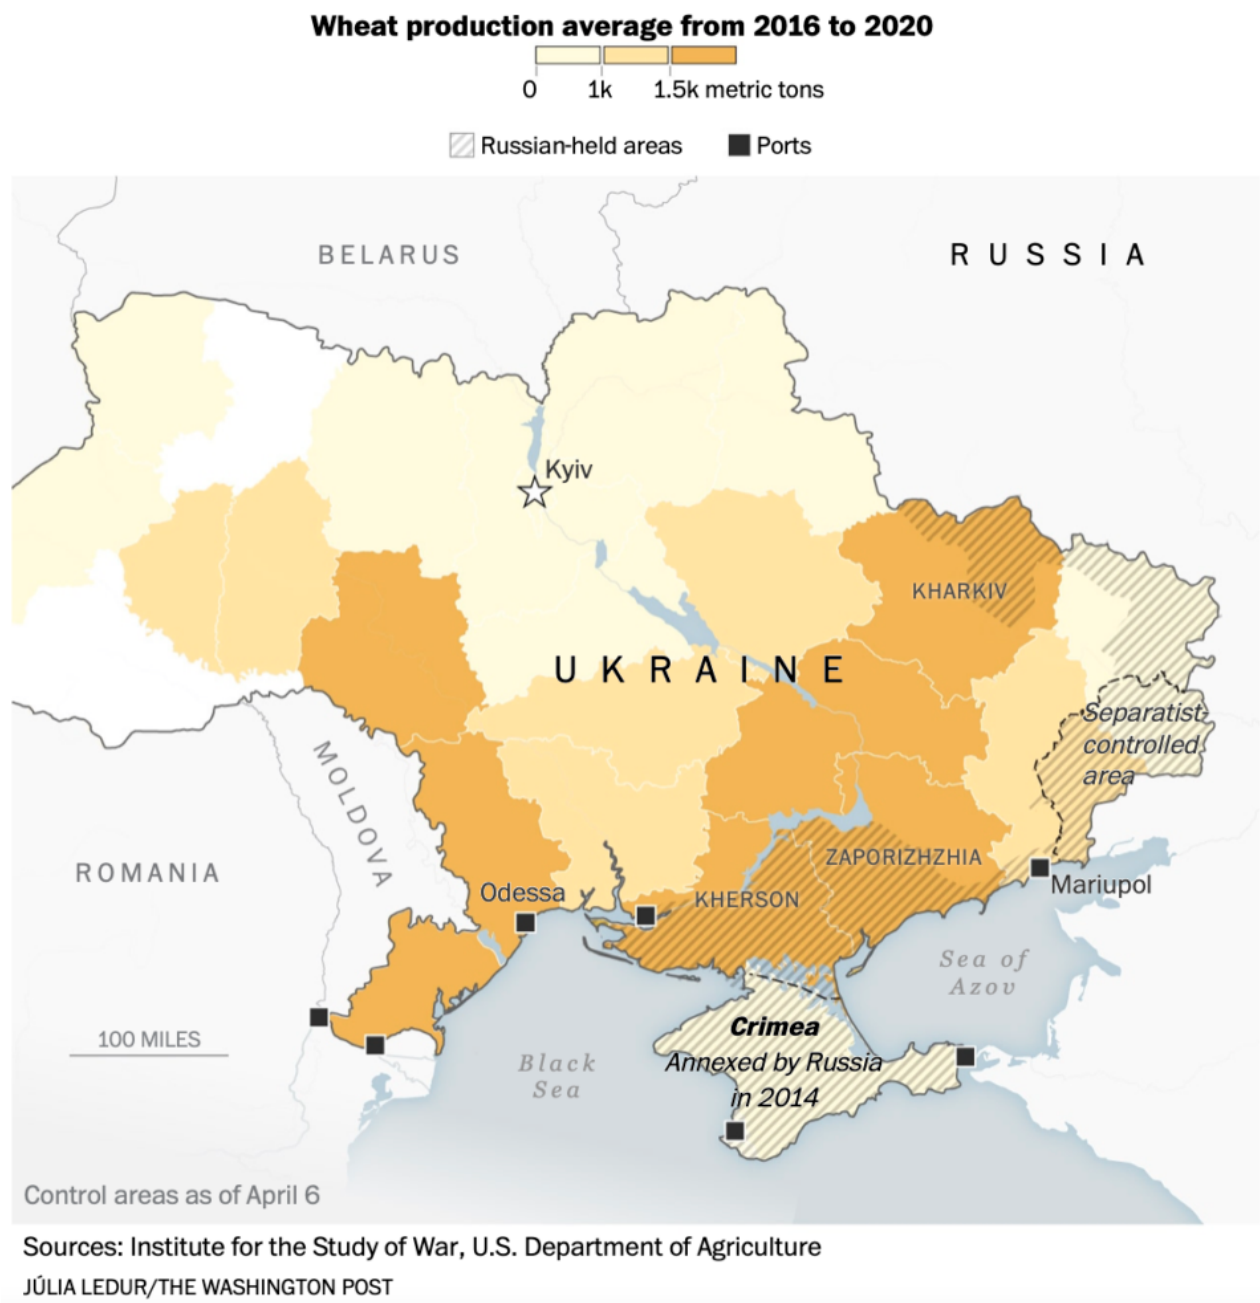 Wheat production average from 2016 to 2020
0 1k 1.5k metric tons
Russian-held areas Ports
BELARUS
RUSSIA
Kyiv
KHARKIV
UKRAINE
Separatist-
controlled
area
MOLDOVA
ROMANIA
ZAPORIZHZHIA
Odessa
KHERSON
Mariupol
Sea of
Azov
100 MILES
Crimea
Annexed by Russia
in 2014
Black
Sea
Control areas as of April 6
Sources: Institute for the Study of War, U.S. Department of Agriculture
JÚLIA LEDUR/THE WASHINGTON POST